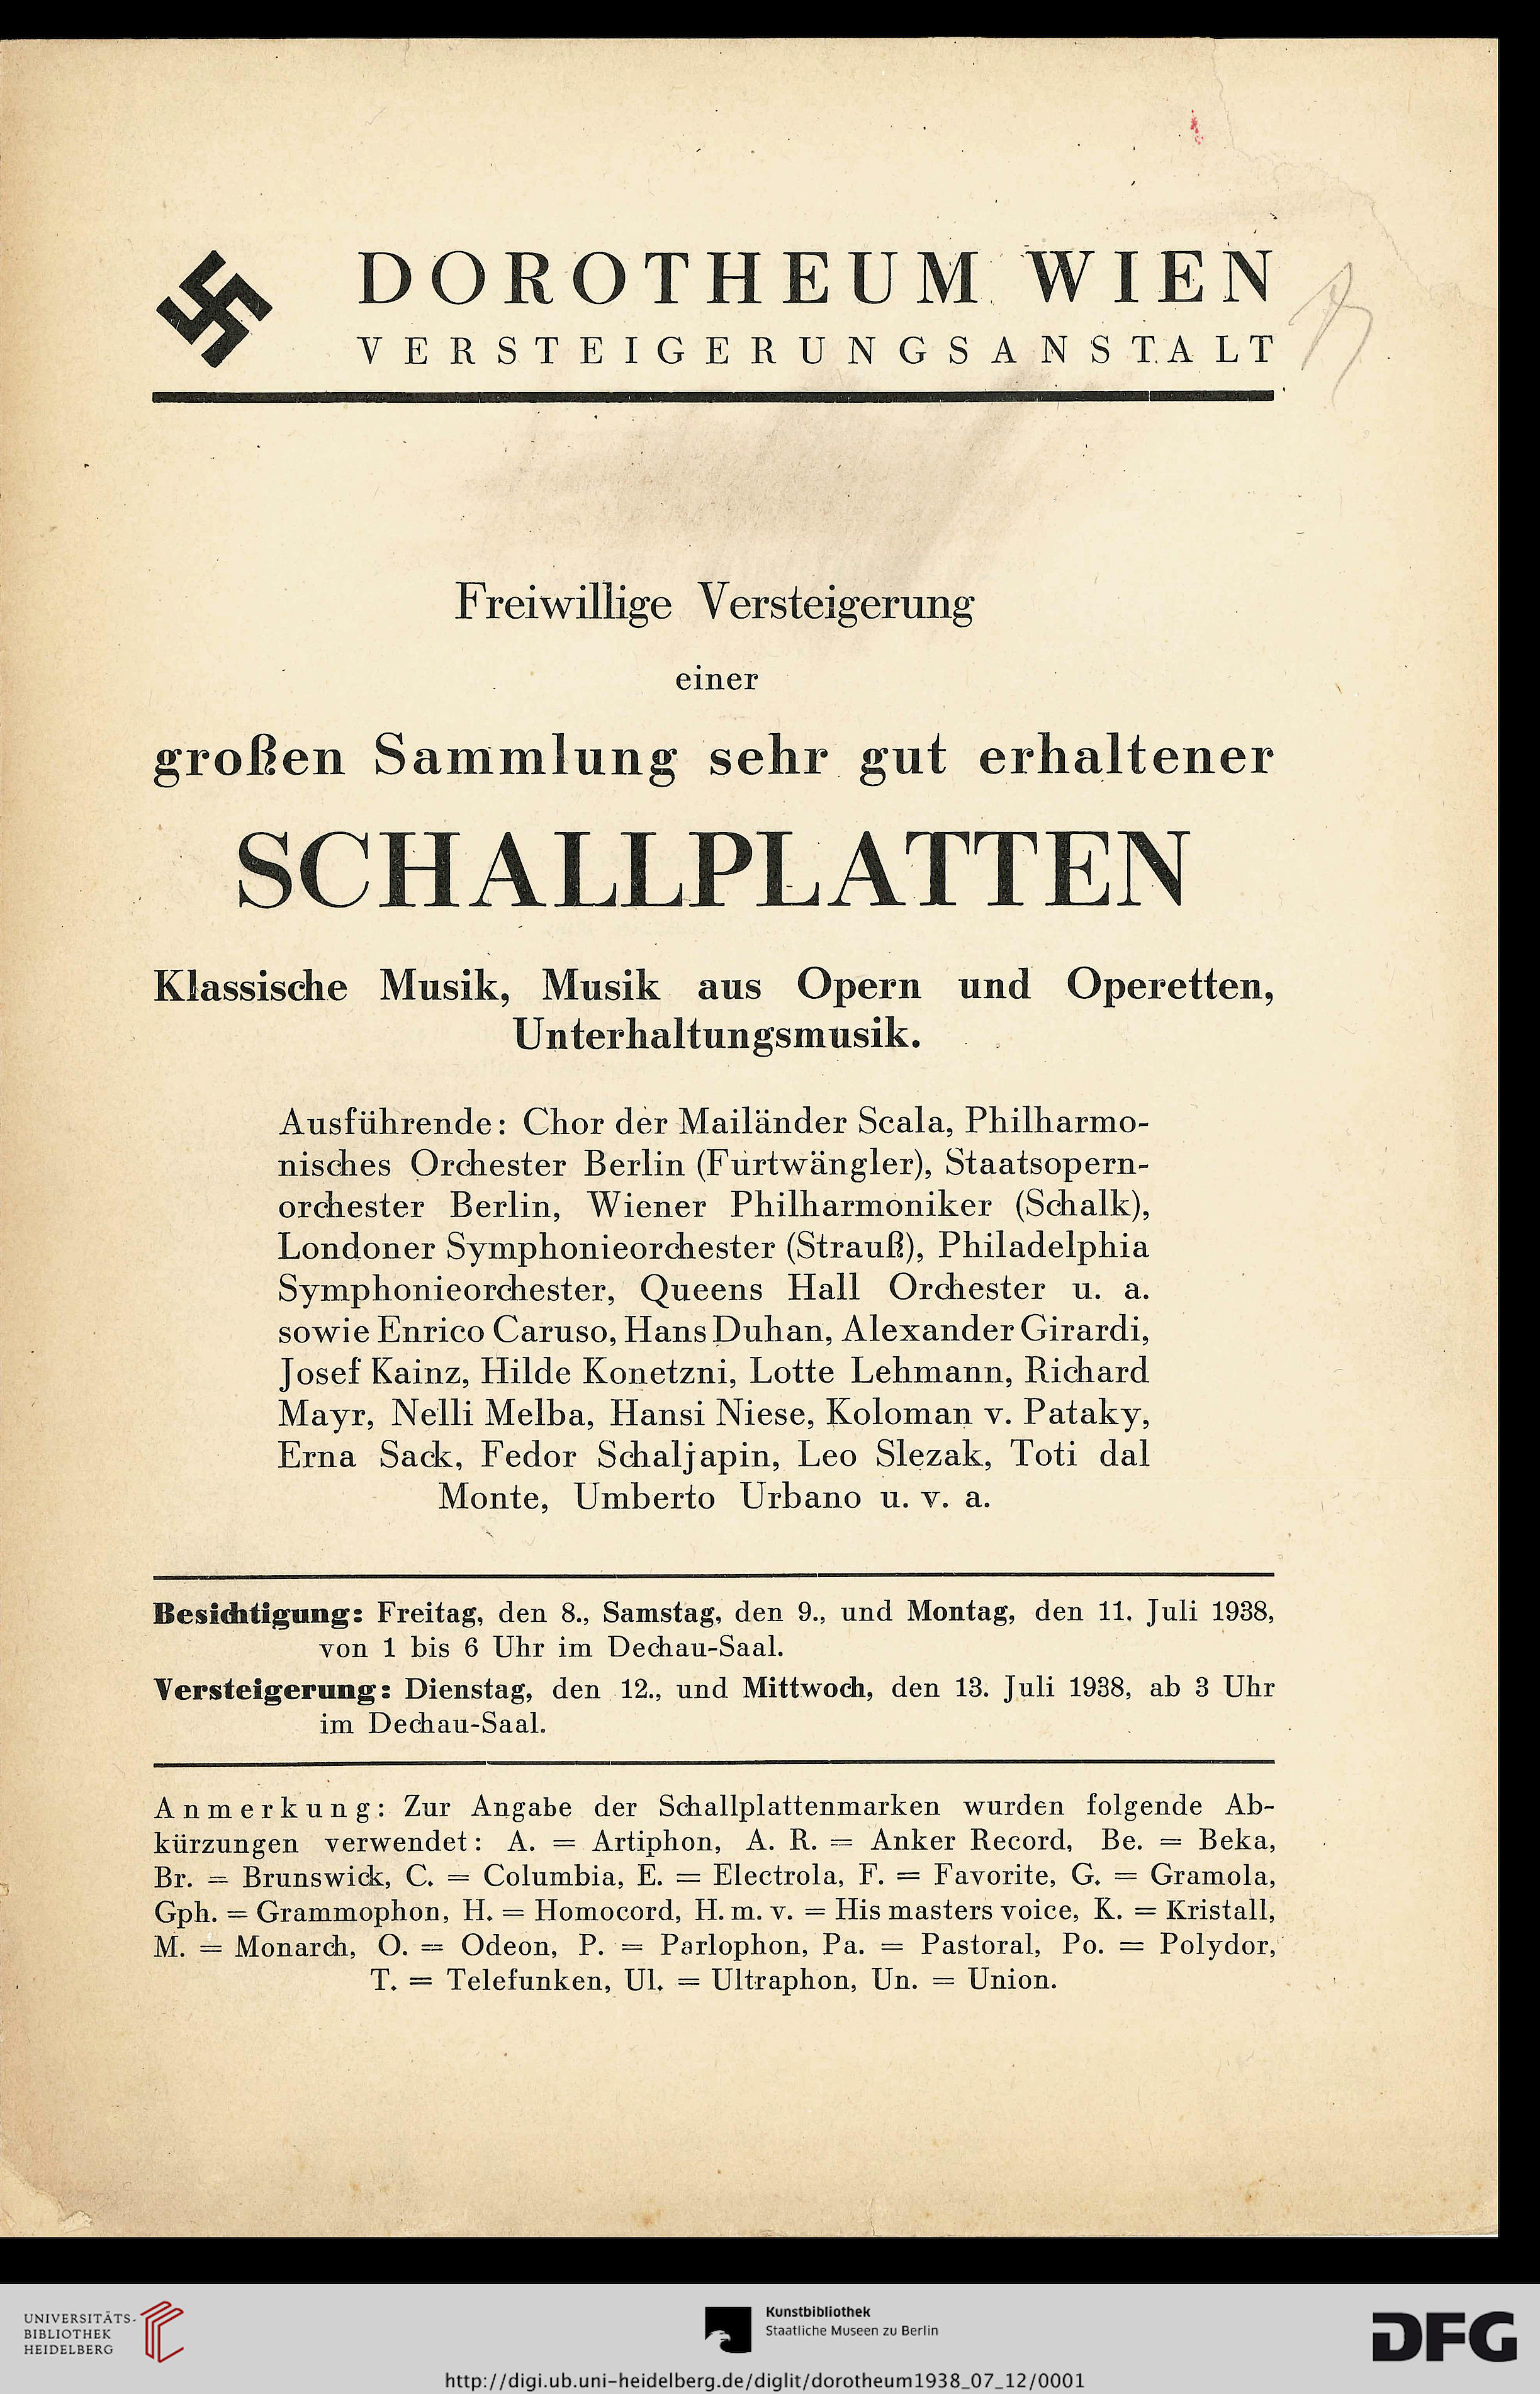 DOROTHEUM WIEN
VERSTEIGERUNGSANSTALT
Freiwillige Versteigerung
einer
großen Sammlung sehr gut erhaltener
SCHALLPLATTEN
Klassische Musik, Musik aus Opern und Operetten,
Unterhaltungsmusik.
Ausführende: Chor der Mailänder Scala, Philharmo-
nisches Orchester Berlin (Furtwängler), Staatsopern-
orchester Berlin, Wiener Philharmoniker (Schalk),
Londoner Symphonieorchester (Strauß), Philadelphia
Symphonieorchester, Queens Hall Orchester u. a.
sowie Enrico Caruso, Hans Duhan, Alexander Girardi,
Josef Kainz, Hilde Konetzni, Lotte Lehmann, Richard
Mayr, Nelli Melba, Hansi Niese, Koloman v. Pataky,
Erna Sack, Fedor Schaljapin, Leo Slezak, Toti dal
Monte, Umberto Urbano u. v. a.
Besichtigung: Freitag, den 8., Samstag, den 9., und Montag, den 11. Juli 1938,
von 1 bis 6 Uhr im Dechau-Saal.
Versteigerung: Dienstag, den 12., und Mittwoch, den 13. Juli 1938, ab 3 Uhr
im Dechau-Saal.
Anmerkung: Zur Angabe der Schallplattenmarken wurden folgende Ab-
kürzungen verwendet: A. = Artiphon, A. R. = Anker Record, Be. = Beka,
Br. = Brunswick, C. = Columbia, E. = Electrola, F. = Favorite, G. = Gramola,
Gph. = Grammophon, H. = Homocord, H. m. v. = His masters voice, K. = Kristall,
M. = Monarch, O. = Odeon, P. = Parlophon, Pa. = Pastoral, Po. = Polydor,
T. = Telefunken, Ul. = Ultraphon, Un. = Union.
UNIVERSITÄTS-
BIBLIOTHEK
HEIDELBERG
Kunstbibliothek
Staatliche Museen zu Berlin
DFG
http://digi.ub.uni-heidelberg.de/diglit/dorotheum1938_07_12/0001